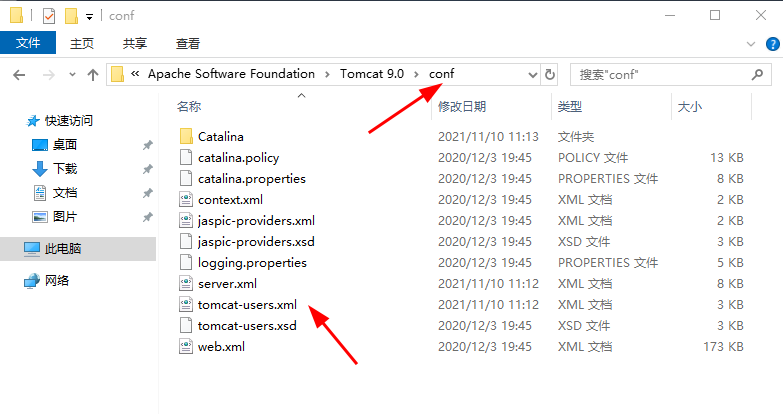 conf
文件 主页 共享 查看
« Apache Software Foundation › Tomcat 9.0 › conf 搜索"conf"
名称 修改日期 类型 大小
快速访问
桌面
下载
文档
图片
此电脑
网络
Catalina 2021/11/10 11:13 文件夹
catalina.policy 2020/12/3 19:45 POLICY 文件 13 KB
catalina.properties 2020/12/3 19:45 PROPERTIES 文件 8 KB
context.xml 2020/12/3 19:45 XML 文档 2 KB
jaspic-providers.xml 2020/12/3 19:45 XML 文档 2 KB
jaspic-providers.xsd 2020/12/3 19:45 XSD 文件 3 KB
logging.properties 2020/12/3 19:45 PROPERTIES 文件 5 KB
server.xml 2021/11/10 11:12 XML 文档 8 KB
tomcat-users.xml 2021/11/10 11:12 XML 文档 3 KB
tomcat-users.xsd 2020/12/3 19:45 XSD 文件 3 KB
web.xml 2020/12/3 19:45 XML 文档 173 KB